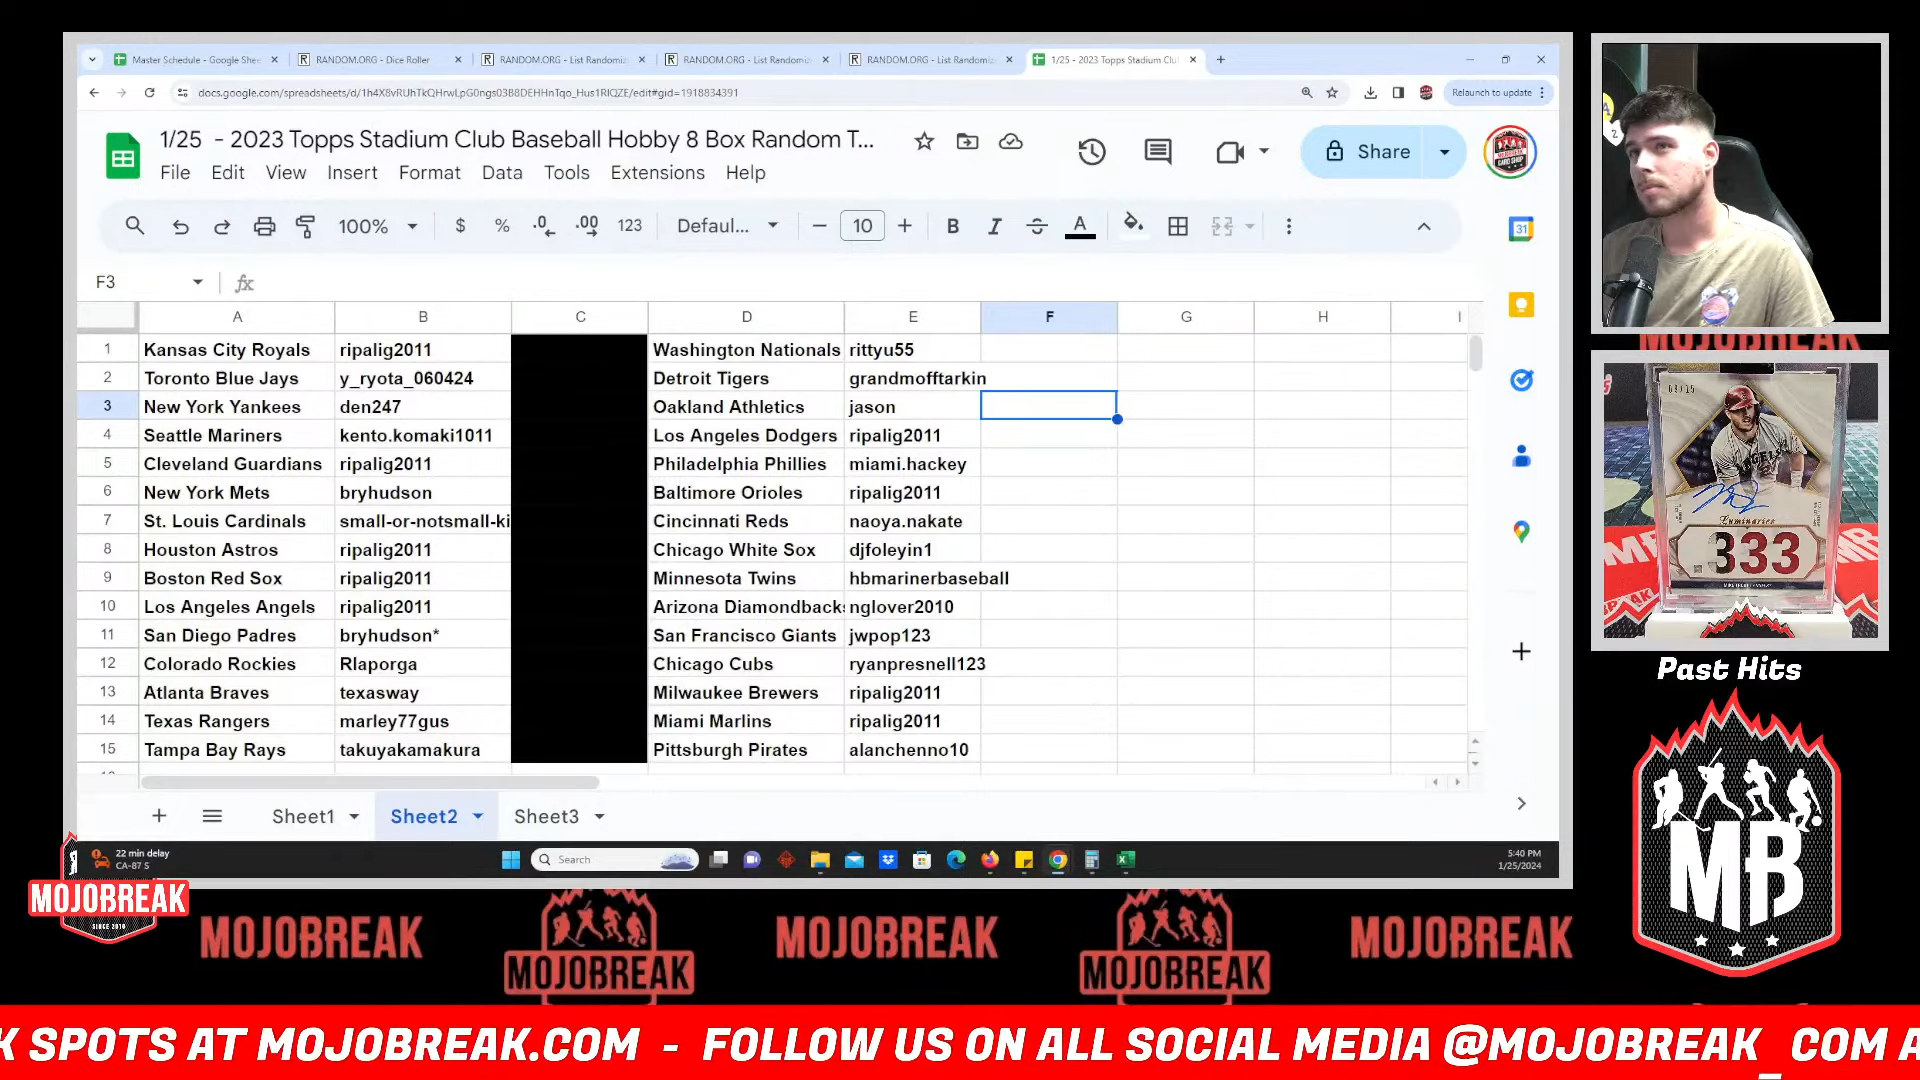 Master Schedule - Google Shee
RANDOM.ORG - Dice Roller
RANDOM.ORG - List Randomiz
RANDOM.ORG - List Randomiz
RANDOM.ORG - List Randomiz
1/25 - 2023 Topps Stadium Clu
docs.google.com/spreadsheets/d/1h4X8vRUhTkQHrwLpG0ngs03B8DEHHnTqo_Hus1RIQZE/edit#gid=1918834391
Relaunch to update
1/25 - 2023 Topps Stadium Club Baseball Hobby 8 Box Random T...
Share
File Edit View Insert Format Data Tools Extensions Help
100% $ % .0 .00 123 Defaul... 10 B I A
31
F3 fx
A B C D E F G H I
1 Kansas City Royals ripalig2011 Washington Nationals rittyu55
2 Toronto Blue Jays y_ryota_060424 Detroit Tigers grandmofftarkin
3 New York Yankees den247 Oakland Athletics jason
4 Seattle Mariners kento.komaki1011 Los Angeles Dodgers ripalig2011
5 Cleveland Guardians ripalig2011 Philadelphia Phillies miami.hackey
6 New York Mets bryhudson Baltimore Orioles ripalig2011
7 St. Louis Cardinals small-or-notsmall-ki Cincinnati Reds naoya.nakate
8 Houston Astros ripalig2011 Chicago White Sox djfoleyin1
9 Boston Red Sox ripalig2011 Minnesota Twins hbmarinerbaseball
10 Los Angeles Angels ripalig2011 Arizona Diamondbacks nglover2010
11 San Diego Padres bryhudson* San Francisco Giants jwpop123
12 Colorado Rockies Rlaporga Chicago Cubs ryanpresnell123
13 Atlanta Braves texasway Milwaukee Brewers ripalig2011
14 Texas Rangers marley77gus Miami Marlins ripalig2011
15 Tampa Bay Rays takuyakamakura Pittsburgh Pirates alanchenno10
Sheet1 Sheet2 Sheet3
22 min delay
CA-87 S
Search
5:40 PM
1/25/2024
ANGELS
Luminaries
333
MIKE TROUT
Past Hits
MB
MOJOBREAK
SINCE 2010
MOJOBREAK MOJOBREAK MOJOBREAK MOJOBREAK MOJOBREAK
K SPOTS AT MOJOBREAK.COM - FOLLOW US ON ALL SOCIAL MEDIA @MOJOBREAK_COM A